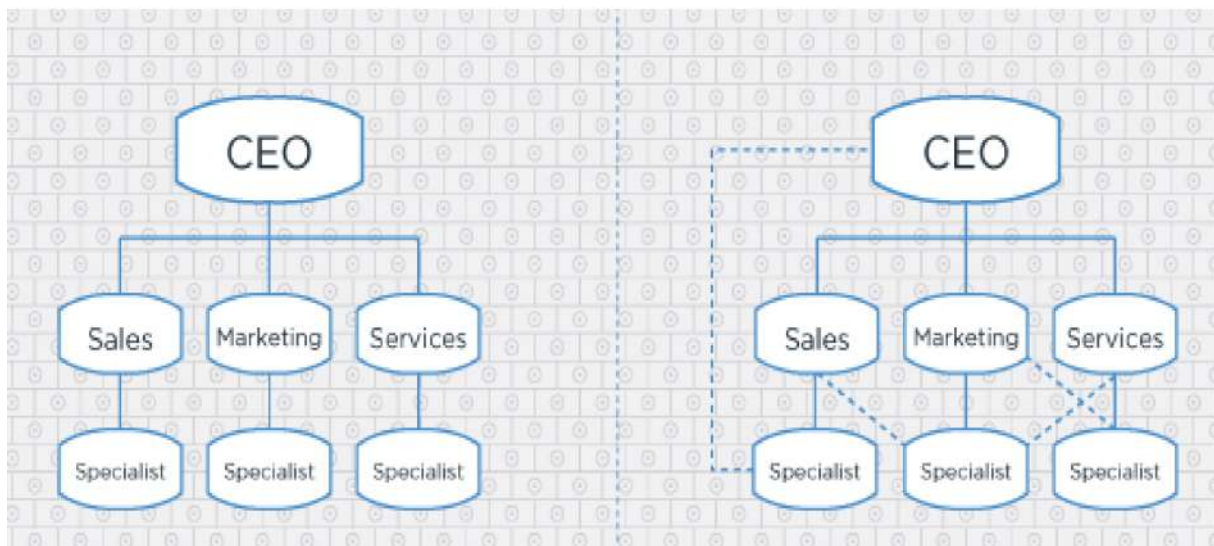 CEO
Sales
Marketing
Services
Specialist
Specialist
Specialist
CEO
Sales
Marketing
Services
Specialist
Specialist
Specialist